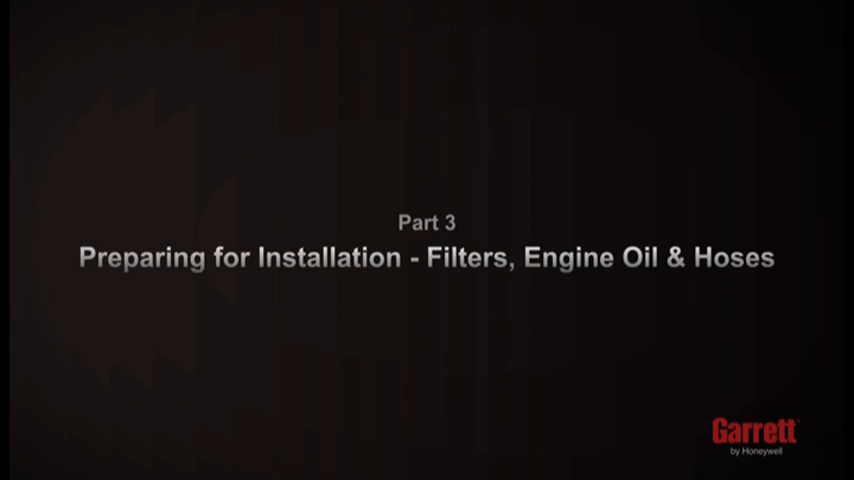 Part 3
Preparing for Installation - Filters, Engine Oil & Hoses
Garrett
by Honeywell